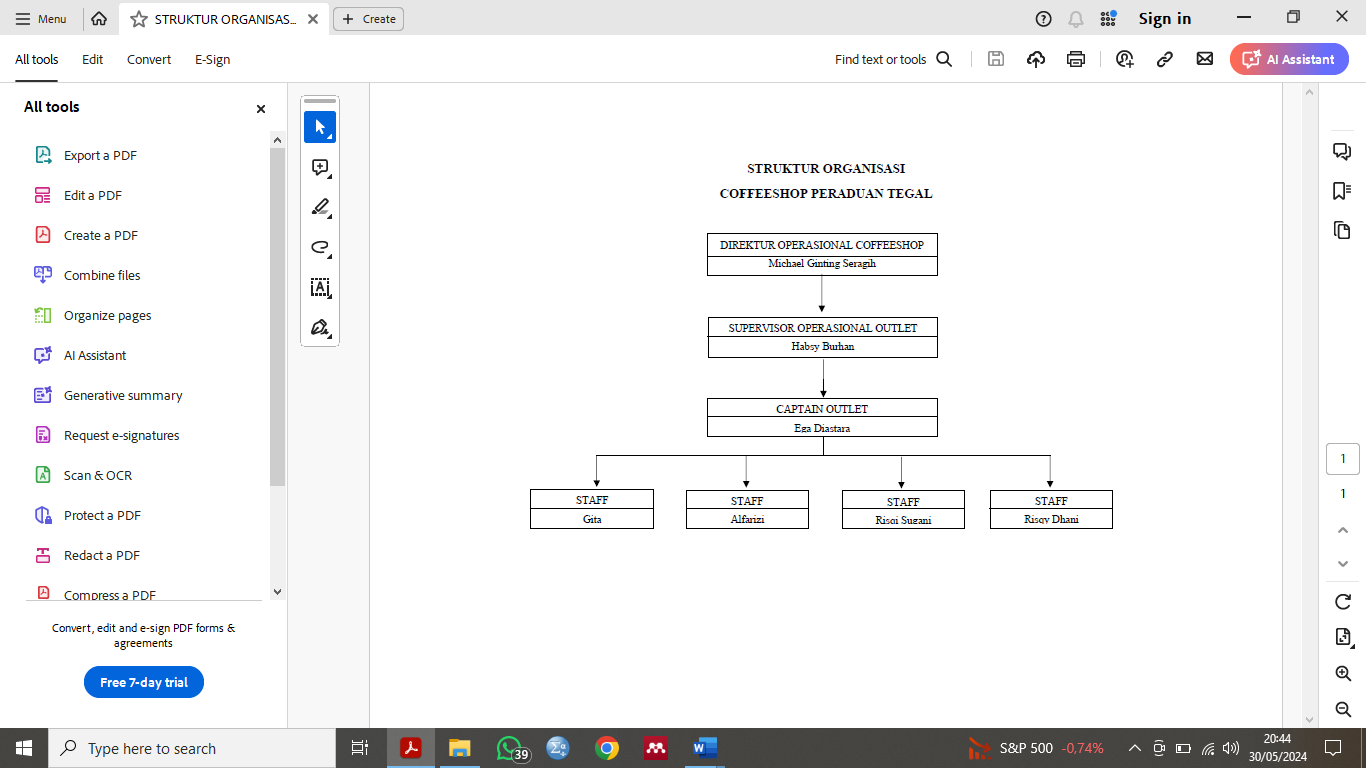 Menu
STRUKTUR ORGANISAS...
Create
Sign in
All tools
Edit
Convert
E-Sign
Find text or tools
AI Assistant
All tools
Export a PDF
Edit a PDF
Create a PDF
Combine files
Organize pages
AI Assistant
Generative summary
Request e-signatures
Scan & OCR
Protect a PDF
Redact a PDF
Compress a PDF
Convert, edit and e-sign PDF forms &
agreements
Free 7-day trial
STRUKTUR ORGANISASI
COFFEESHOP PERADUAN TEGAL
DIREKTUR OPERASIONAL COFFEESHOP
Michael Ginting Seragih
SUPERVISOR OPERASIONAL OUTLET
Habsy Burhan
CAPTAIN OUTLET
Ega Diastara
STAFF
Gita
STAFF
Alfarizi
STAFF
Risqi Sugani
STAFF
Risqy Dhani
1
1
Type here to search
39
S&P 500 -0,74%
20:44
30/05/2024